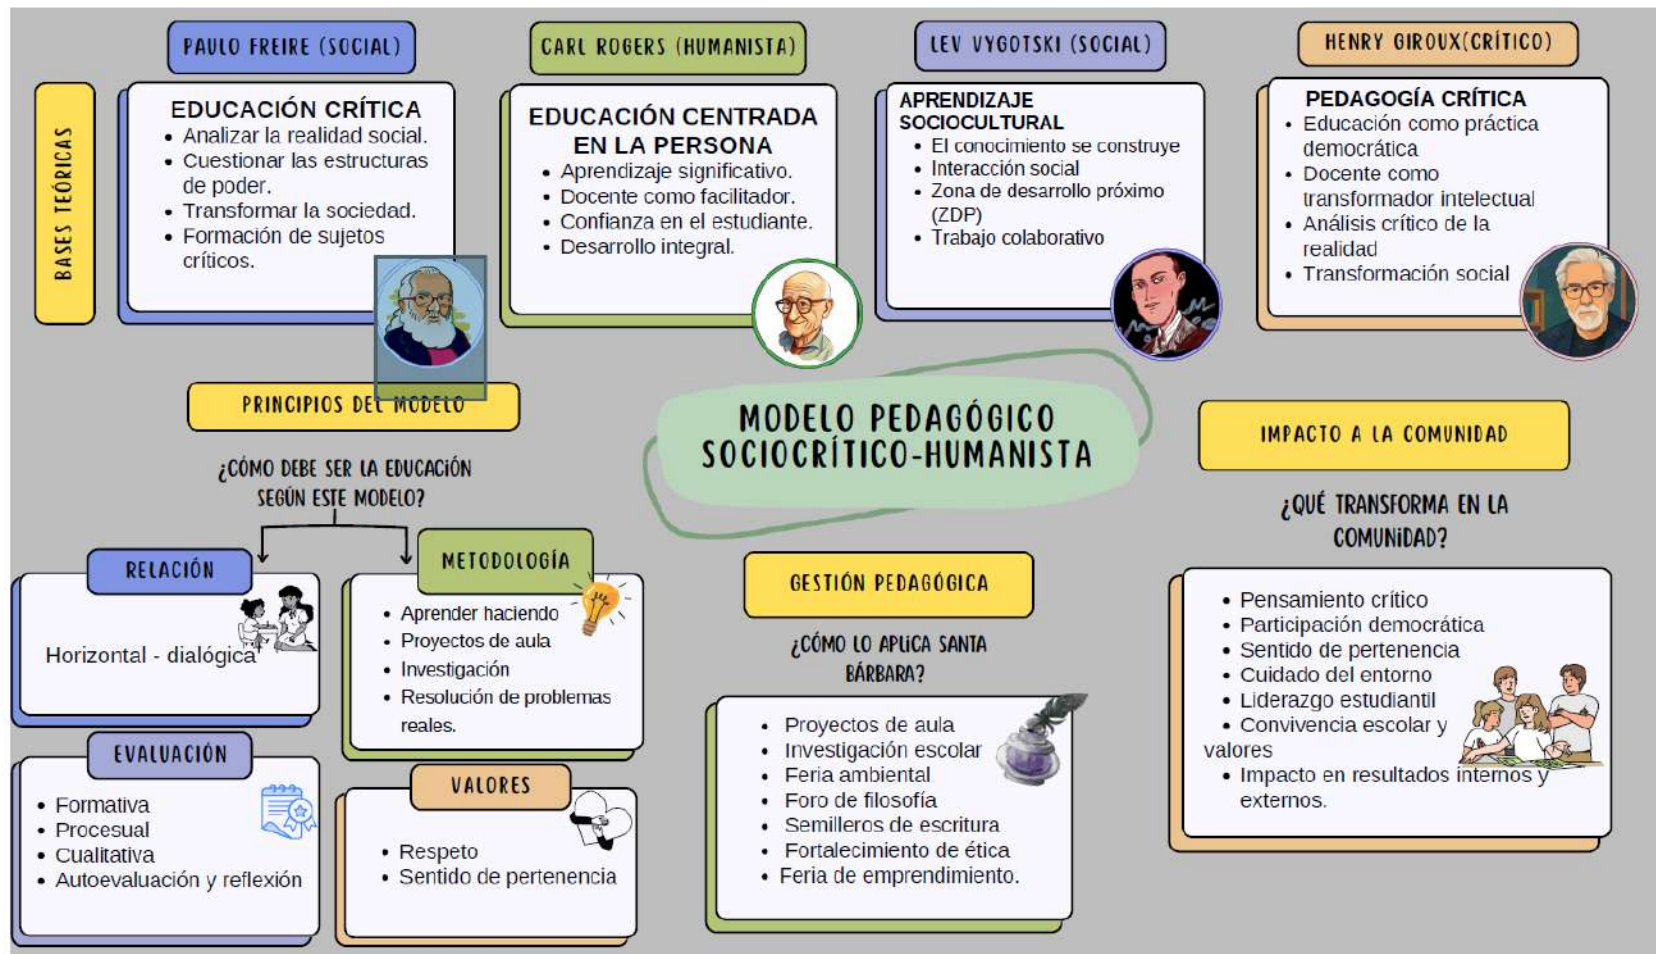 PAULO FREIRE (SOCIAL)
CARL ROGERS (HUMANISTA)
LEV VYGOTSKI (SOCIAL)
HENRY GIROUX(CRÍTICO)
BASES TEÓRICAS
EDUCACIÓN CRÍTICA
• Analizar la realidad social.
• Cuestionar las estructuras
de poder.
• Transformar la sociedad.
• Formación de sujetos
críticos.
EDUCACIÓN CENTRADA
EN LA PERSONA
• Aprendizaje significativo.
• Docente como facilitador.
• Confianza en el estudiante.
• Desarrollo integral.
APRENDIZAJE
SOCIOCULTURAL
• El conocimiento se construye
• Interacción social
• Zona de desarrollo próximo
(ZDP)
• Trabajo colaborativo
PEDAGOGÍA CRÍTICA
• Educación como práctica
democrática
• Docente como
transformador intelectual
• Análisis crítico de la
realidad
• Transformación social
PRINCIPIOS DEL MODELO
¿CÓMO DEBE SER LA EDUCACIÓN
SEGÚN ESTE MODELO?
RELACIÓN
Horizontal - dialógica
METODOLOGÍA
• Aprender haciendo
• Proyectos de aula
• Investigación
• Resolución de problemas
reales.
EVALUACIÓN
• Formativa
• Procesual
• Cualitativa
• Autoevaluación y reflexión
VALORES
• Respeto
• Sentido de pertenencia
MODELO PEDAGÓGICO
SOCIOCRÍTICO-HUMANISTA
GESTIÓN PEDAGÓGICA
¿CÓMO LO APLICA SANTA
BÁRBARA?
• Proyectos de aula
• Investigación escolar
• Feria ambiental
• Foro de filosofía
• Semilleros de escritura
• Fortalecimiento de ética
• Feria de emprendimiento.
IMPACTO A LA COMUNIDAD
¿QUÉ TRANSFORMA EN LA
COMUNIDAD?
• Pensamiento crítico
• Participación democrática
• Sentido de pertenencia
• Cuidado del entorno
• Liderazgo estudiantil
• Convivencia escolar y
valores
• Impacto en resultados internos y
externos.